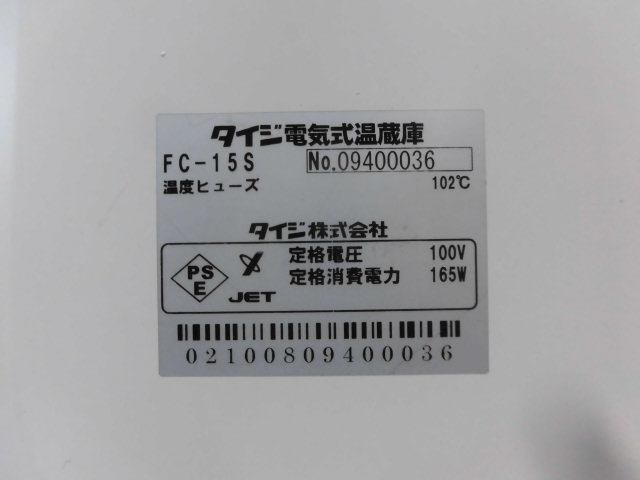 タイジ電気式温蔵庫
FC-15S No.09400036
温度ヒューズ 102℃
タイジ株式会社
PS
E
JET
定格電圧 100V
定格消費電力 165W
02100809400036